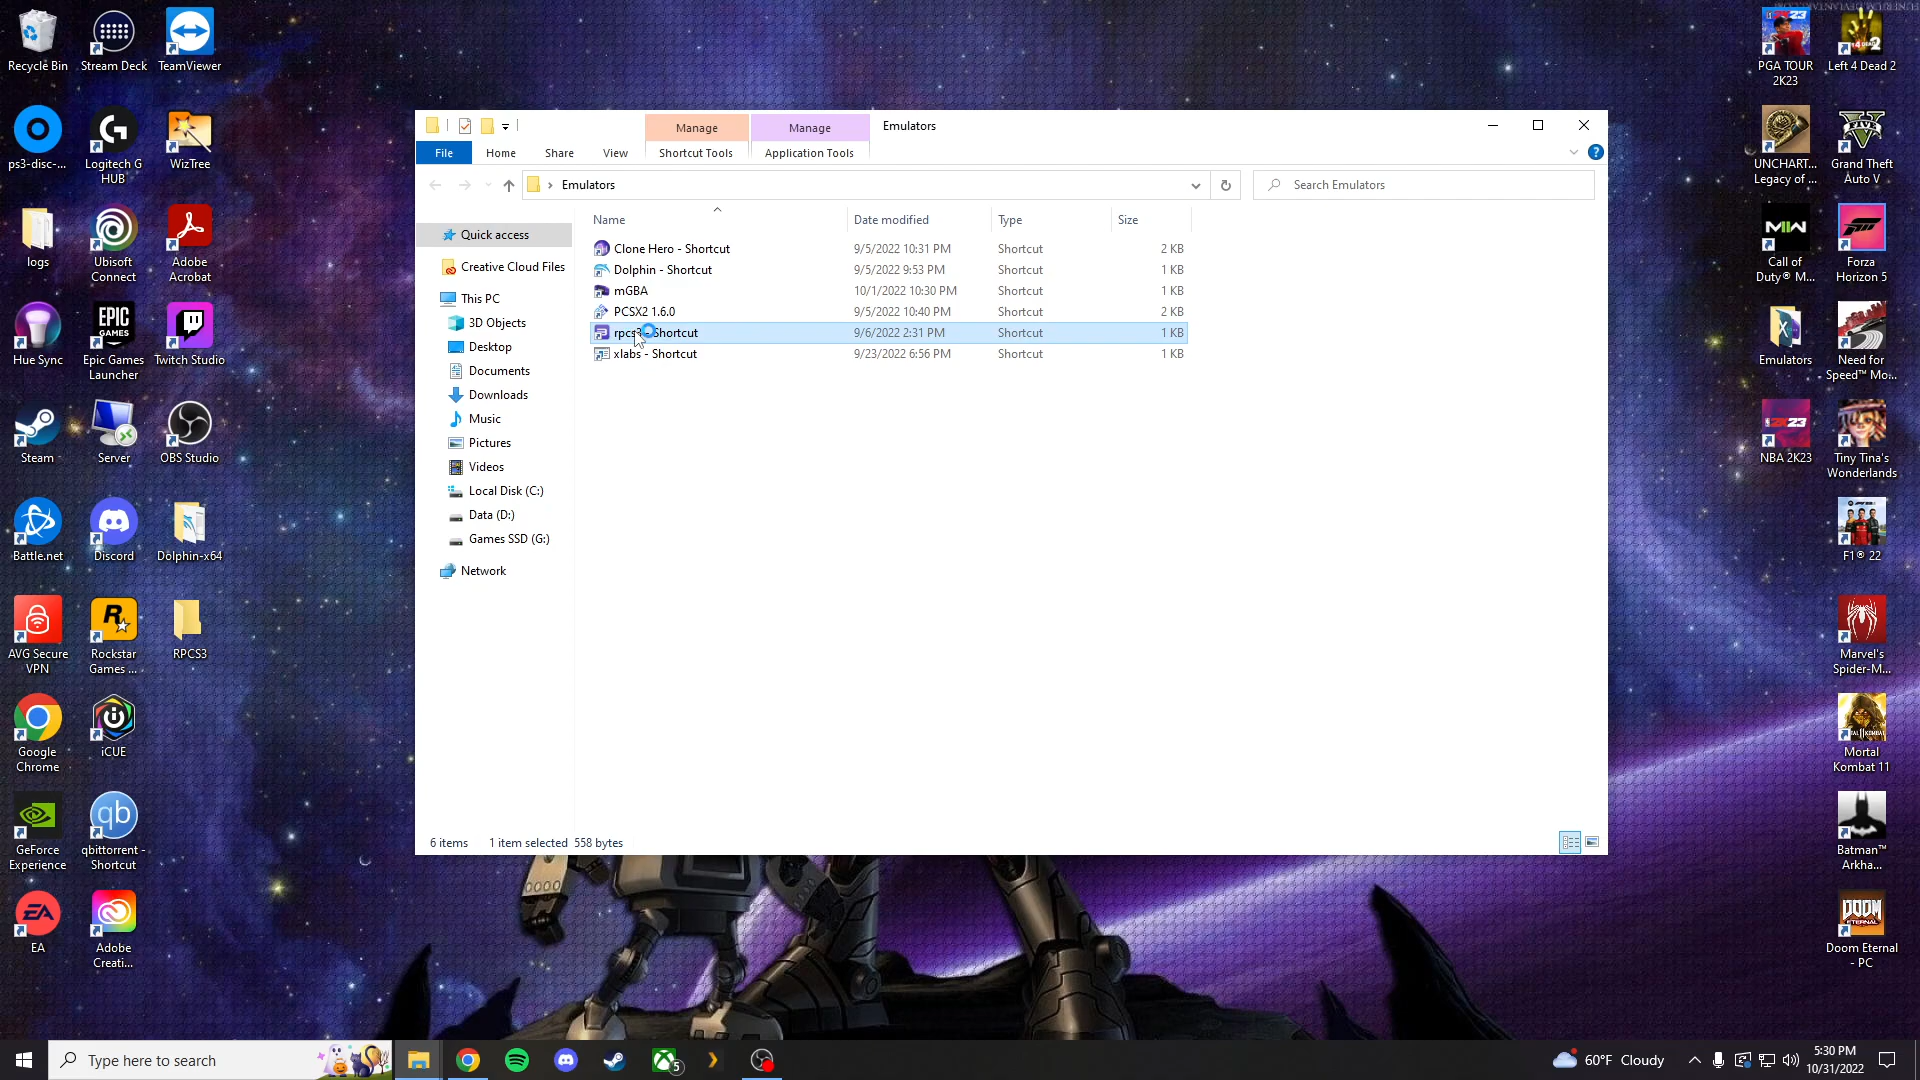 Recycle Bin
Stream Deck
TeamViewer
ps3-disc-...
Logitech G
HUB
WizTree
logs
Ubisoft
Connect
Adobe
Acrobat
Hue Sync
Epic Games
Launcher
Twitch Studio
Steam
Server
OBS Studio
Battle.net
Discord
Dolphin-x64
AVG Secure
VPN
Rockstar
Games ...
RPCS3
Google
Chrome
iCUE
GeForce
Experience
qbittorrent -
Shortcut
EA
Adobe
Creati...
Manage
Manage
Emulators
File
Home
Share
View
Shortcut Tools
Application Tools
Emulators
Search Emulators
Name
Date modified
Type
Size
Quick access
Creative Cloud Files
This PC
3D Objects
Desktop
Documents
Downloads
Music
Pictures
Videos
Local Disk (C:)
Data (D:)
Games SSD (G:)
Network
Clone Hero - Shortcut 9/5/2022 10:31 PM Shortcut 2 KB
Dolphin - Shortcut 9/5/2022 9:53 PM Shortcut 1 KB
mGBA 10/1/2022 10:30 PM Shortcut 1 KB
PCSX2 1.6.0 9/5/2022 10:40 PM Shortcut 2 KB
rpcs3 - Shortcut 9/6/2022 2:31 PM Shortcut 1 KB
xlabs - Shortcut 9/23/2022 6:56 PM Shortcut 1 KB
6 items 1 item selected 558 bytes
PGA TOUR
2K23
Left 4 Dead 2
UNCHART...
Legacy of ...
Grand Theft
Auto V
Call of
Duty® M...
Forza
Horizon 5
Emulators
Need for
Speed™ Mo...
NBA 2K23
Tiny Tina's
Wonderlands
F1® 22
Marvel's
Spider-M...
Mortal
Kombat 11
Batman™
Arkha...
Doom Eternal
- PC
Type here to search
5
60°F Cloudy
5:30 PM
10/31/2022